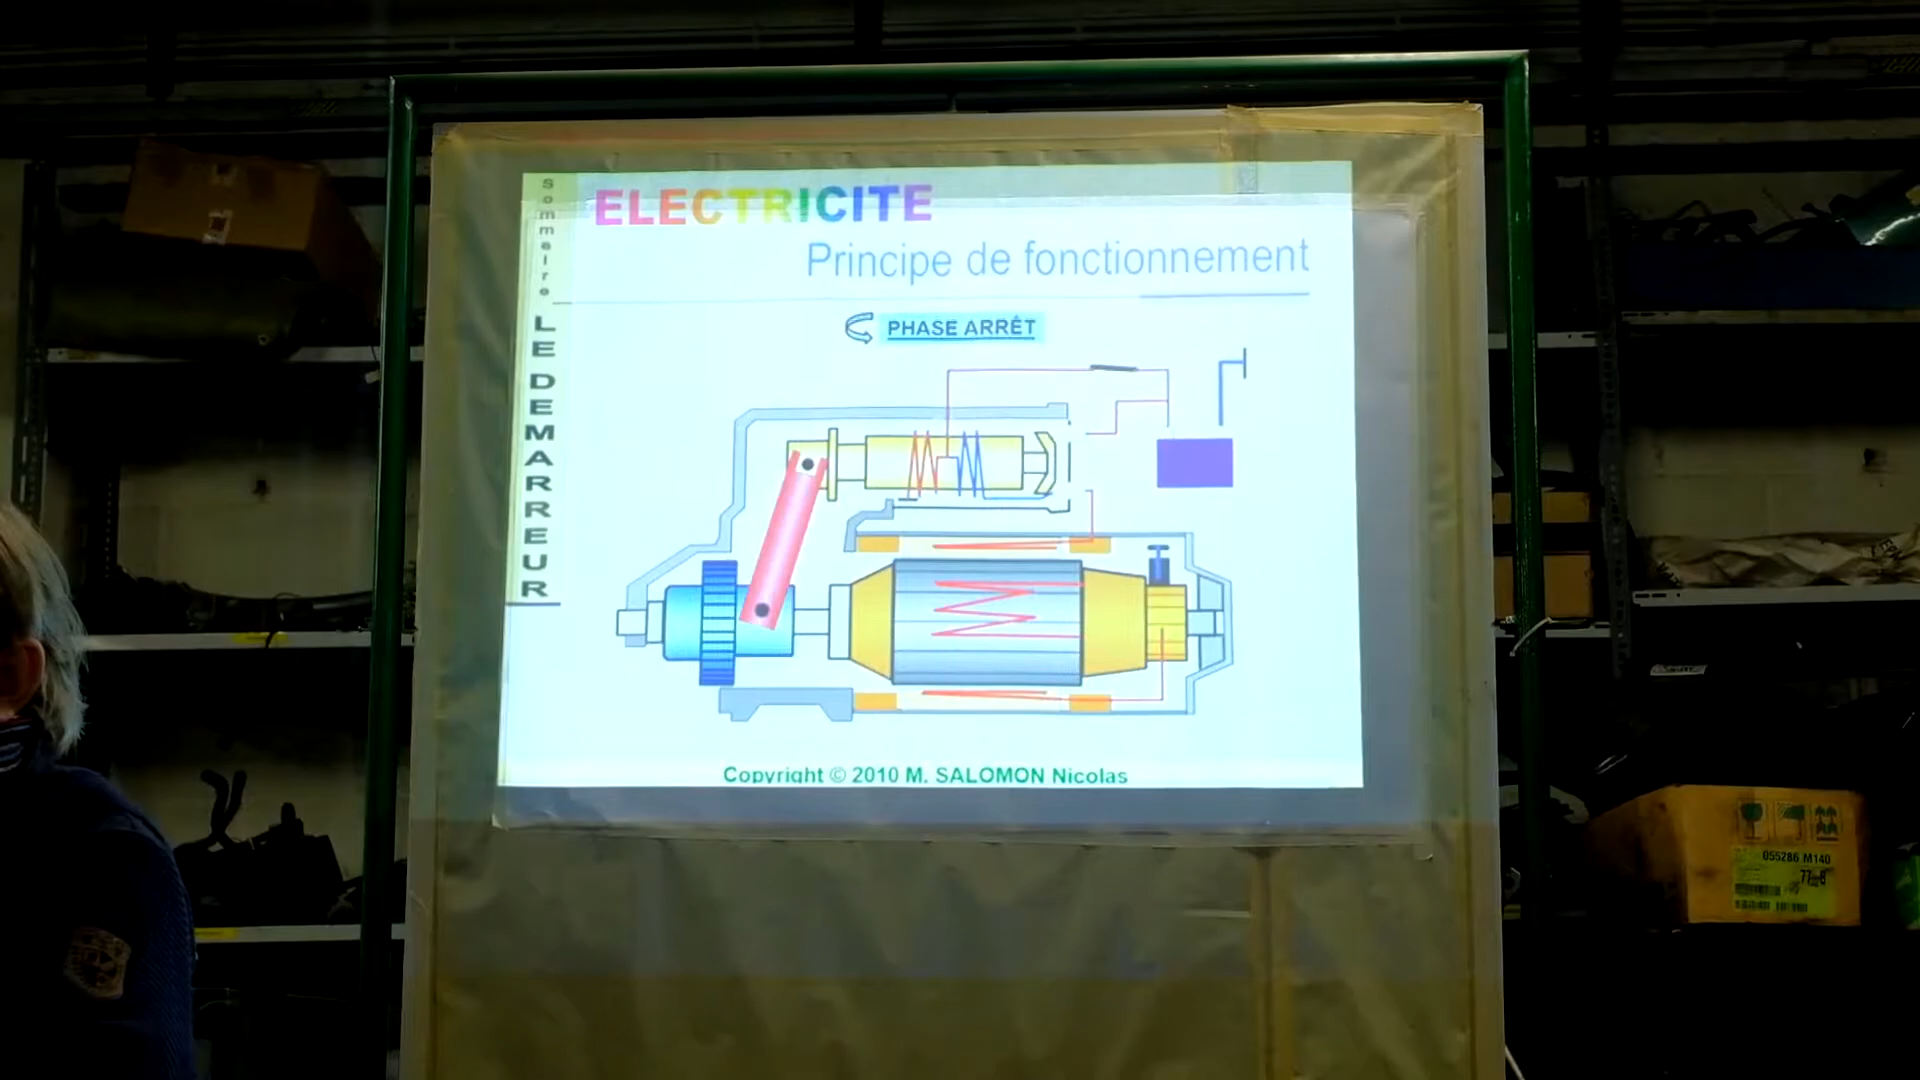 Sommaire
ELECTRICITE
Principe de fonctionnement
LE DEMARREUR
PHASE ARRÊT
Copyright © 2010 M. SALOMON Nicolas
055286 M140